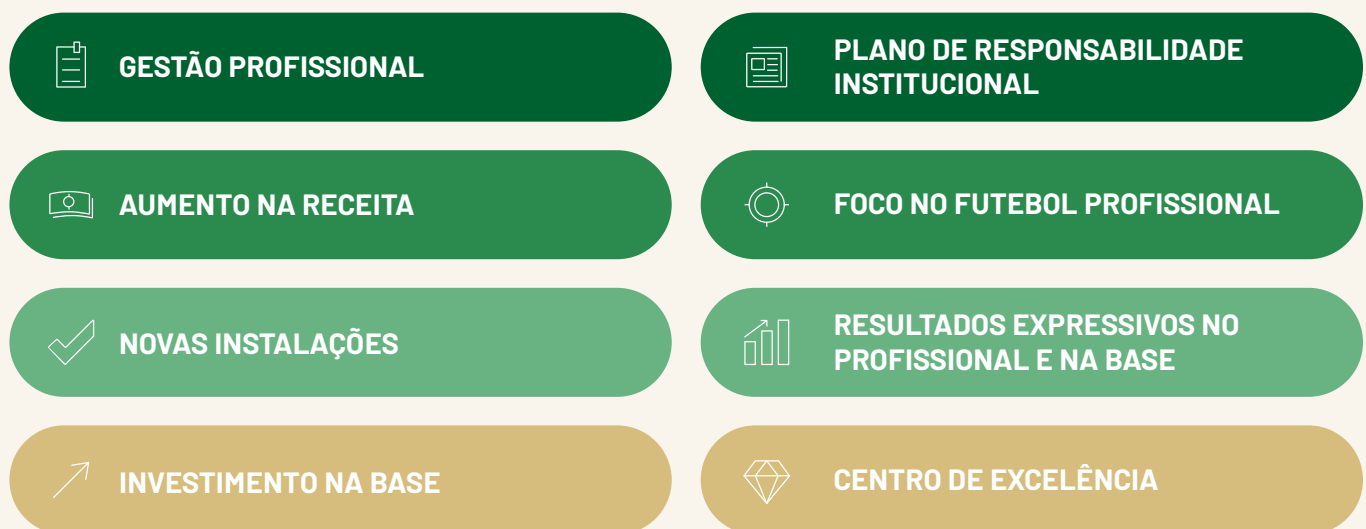 GESTÃO PROFISSIONAL
PLANO DE RESPONSABILIDADE
INSTITUCIONAL
AUMENTO NA RECEITA
FOCO NO FUTEBOL PROFISSIONAL
NOVAS INSTALAÇÕES
RESULTADOS EXPRESSIVOS NO
PROFISSIONAL E NA BASE
INVESTIMENTO NA BASE
CENTRO DE EXCELÊNCIA